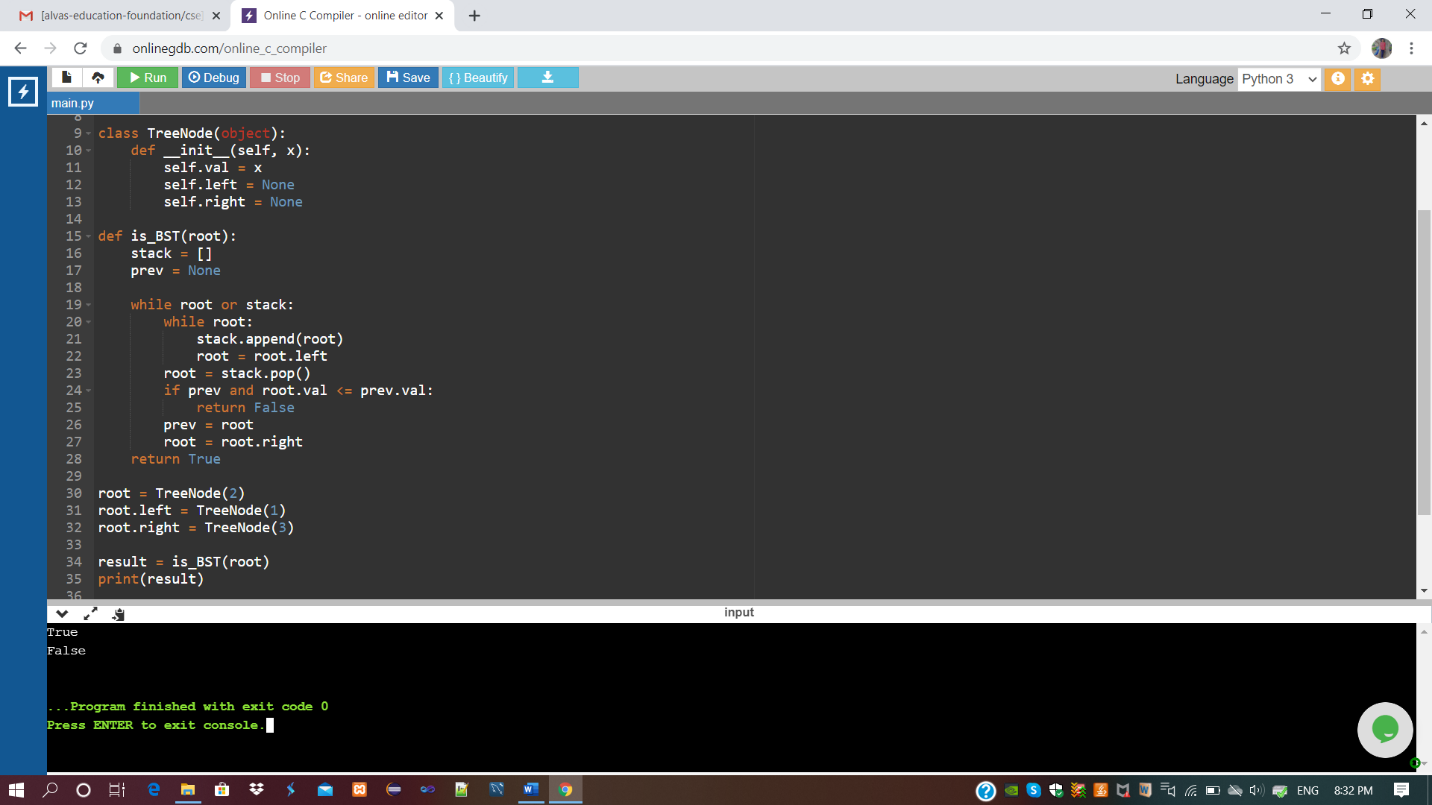 [alvas-education-foundation/cse
Online C Compiler - online editor
onlinegdb.com/online_c_compiler
Run Debug Stop Share Save { } Beautify Language Python 3
main.py
8
9 class TreeNode(object):
10 def __init__(self, x):
11 self.val = x
12 self.left = None
13 self.right = None
14
15 def is_BST(root):
16 stack = []
17 prev = None
18
19 while root or stack:
20 while root:
21 stack.append(root)
22 root = root.left
23 root = stack.pop()
24 if prev and root.val <= prev.val:
25 return False
26 prev = root
27 root = root.right
28 return True
29
30 root = TreeNode(2)
31 root.left = TreeNode(1)
32 root.right = TreeNode(3)
33
34 result = is_BST(root)
35 print(result)
36
input
True
False
...Program finished with exit code 0
Press ENTER to exit console.
ENG 8:32 PM